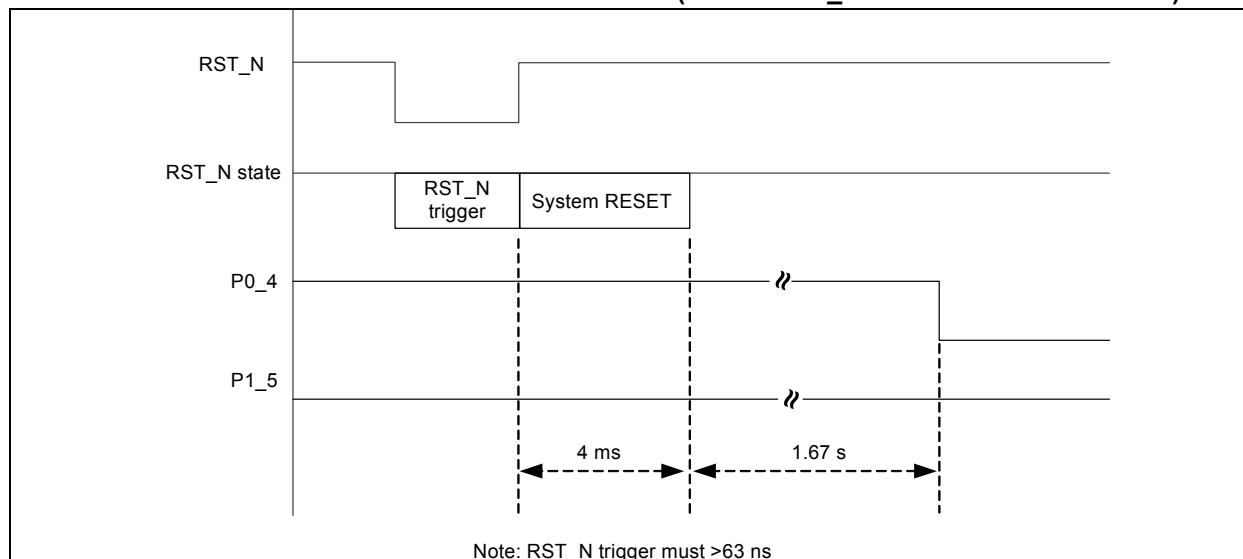 RST_N
RST_N state
RST_N
trigger
System RESET
P0_4
P1_5
4 ms
1.67 s
Note: RST_N trigger must >63 ns